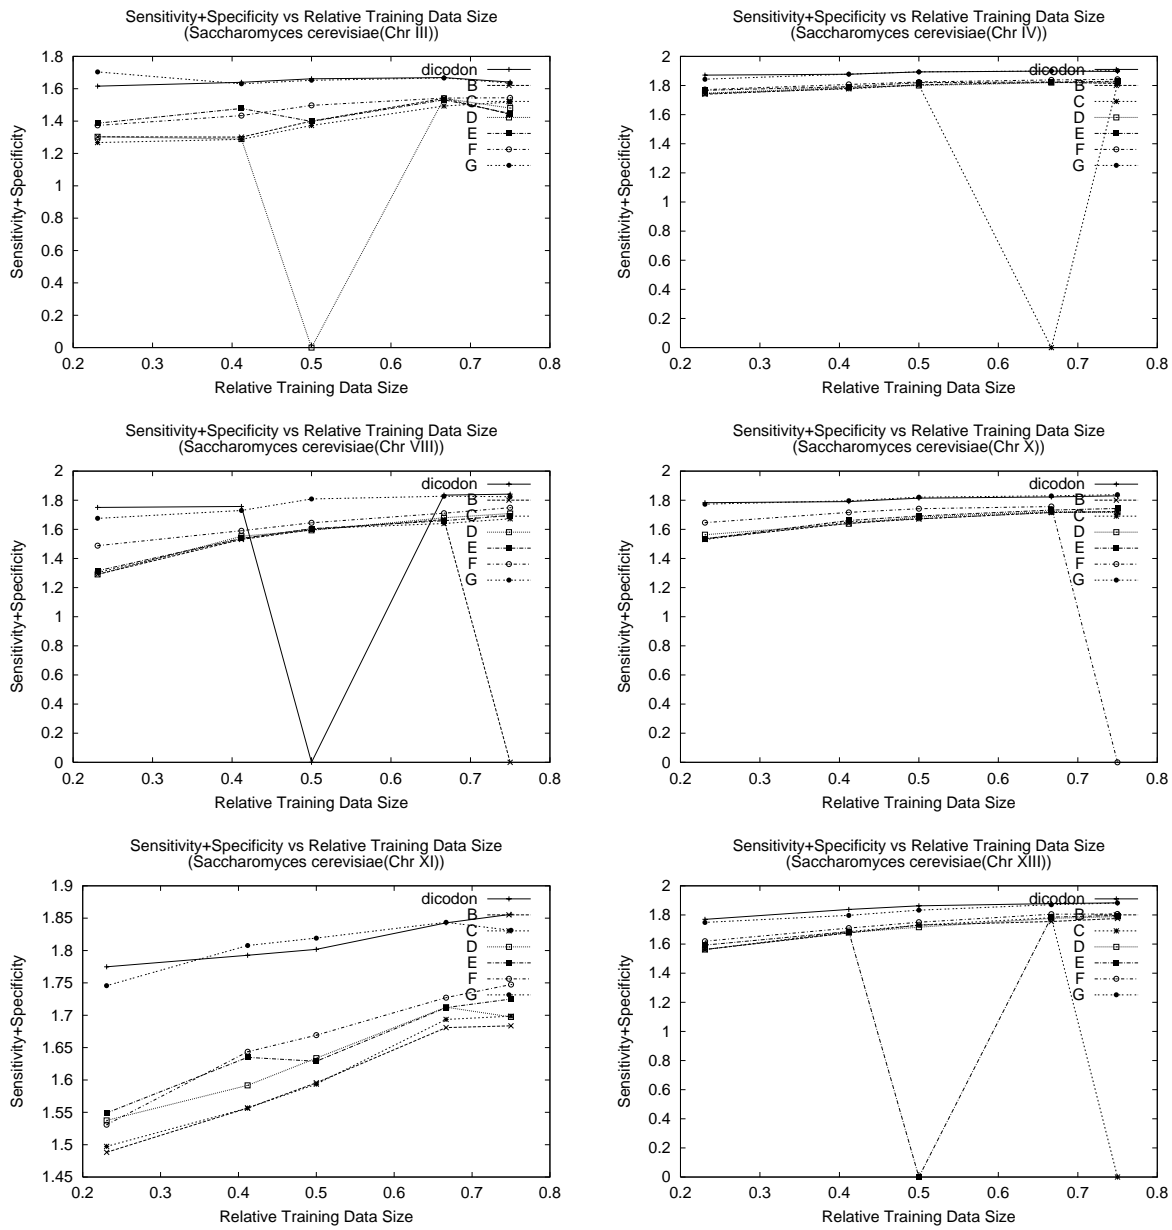 Sensitivity+Specificity vs Relative Training Data Size
(Saccharomyces cerevisiae(Chr III))
1.8
1.6
1.4
1.2
1
0.8
0.6
0.4
0.2
0
Sensitivity+Specificity
dicodon
B
C
D
E
F
G
0.2 0.3 0.4 0.5 0.6 0.7 0.8
Relative Training Data Size
Sensitivity+Specificity vs Relative Training Data Size
(Saccharomyces cerevisiae(Chr IV))
2
1.8
1.6
1.4
1.2
1
0.8
0.6
0.4
0.2
0
Sensitivity+Specificity
dicodon
B
C
D
E
F
G
0.2 0.3 0.4 0.5 0.6 0.7 0.8
Relative Training Data Size
Sensitivity+Specificity vs Relative Training Data Size
(Saccharomyces cerevisiae(Chr VIII))
2
1.8
1.6
1.4
1.2
1
0.8
0.6
0.4
0.2
0
Sensitivity+Specificity
dicodon
B
C
D
E
F
G
0.2 0.3 0.4 0.5 0.6 0.7 0.8
Relative Training Data Size
Sensitivity+Specificity vs Relative Training Data Size
(Saccharomyces cerevisiae(Chr X))
2
1.8
1.6
1.4
1.2
1
0.8
0.6
0.4
0.2
0
Sensitivity+Specificity
dicodon
B
C
D
E
F
G
0.2 0.3 0.4 0.5 0.6 0.7 0.8
Relative Training Data Size
Sensitivity+Specificity vs Relative Training Data Size
(Saccharomyces cerevisiae(Chr XI))
1.9
1.85
1.8
1.75
1.7
1.65
1.6
1.55
1.5
1.45
Sensitivity+Specificity
dicodon
B
C
D
E
F
G
0.2 0.3 0.4 0.5 0.6 0.7 0.8
Relative Training Data Size
Sensitivity+Specificity vs Relative Training Data Size
(Saccharomyces cerevisiae(Chr XIII))
2
1.8
1.6
1.4
1.2
1
0.8
0.6
0.4
0.2
0
Sensitivity+Specificity
dicodon
B
C
D
E
F
G
0.2 0.3 0.4 0.5 0.6 0.7 0.8
Relative Training Data Size